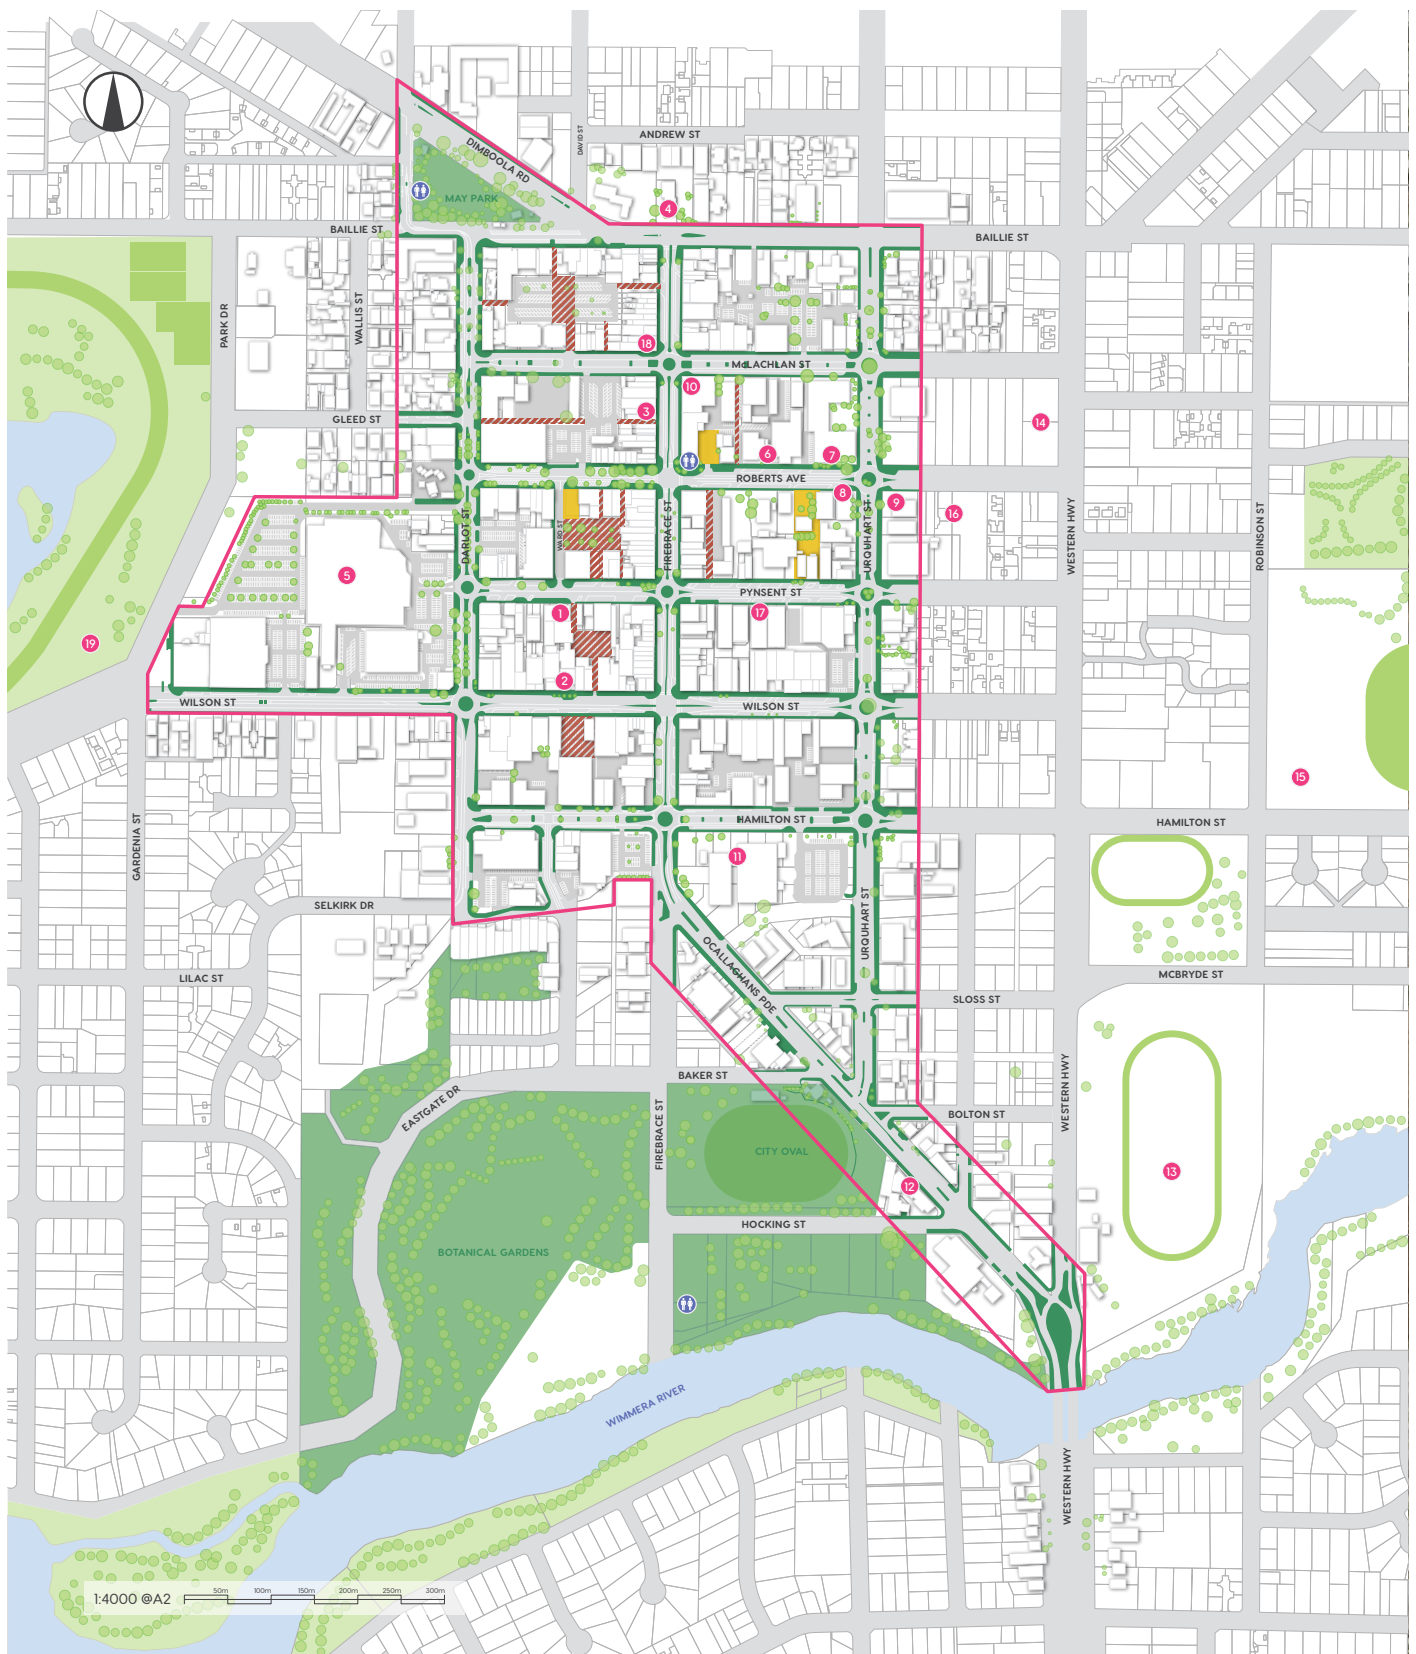 ANDREW ST
DAVID ST
DIMBOOLA RD
MAY PARK
4
BAILLIE ST
BAILLIE ST
PARK DR
WALLIS ST
18
McLACHLAN ST
10
3
GLEED ST
14
6
7
ROBERTS AVE
8
9
16
DARLOT ST
WARD ST
FIREBRACE ST
URQUHART ST
WESTERN HWY
ROBINSON ST
5
PYNSENT ST
1
17
19
2
WILSON ST
WILSON ST
15
HAMILTON ST
HAMILTON ST
GARDENIA ST
11
SELKIRK DR
URQUHART ST
OCALLAGHANS PDE
LILAC ST
MCBRYDE ST
SLOSS ST
BAKER ST
WESTERN HWY
EASTGATE DR
BOLTON ST
FIREBRACE ST
CITY OVAL
13
12
HOCKING ST
BOTANICAL GARDENS
WIMMERA RIVER
WESTERN HWY
1:4000 @A2
50m 100m 150m 200m 250m 300m